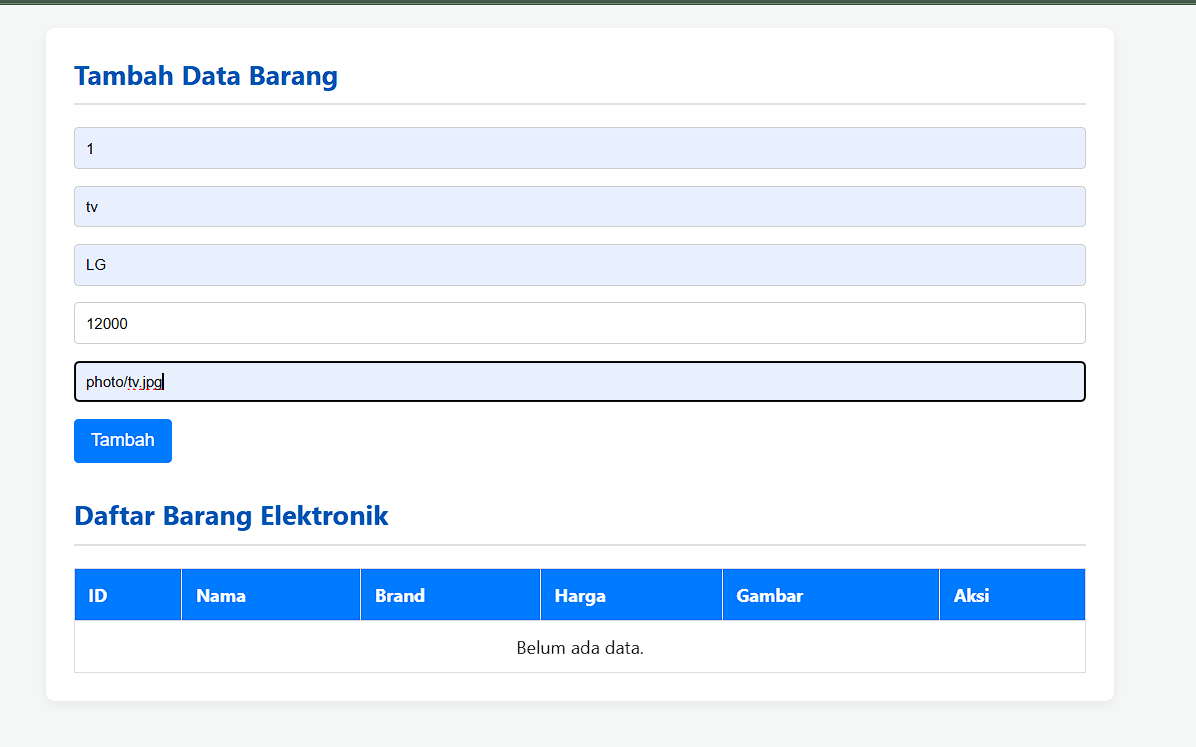 Tambah Data Barang
1
tv
LG
12000
photo/tv.jpg
Tambah
Daftar Barang Elektronik
ID Nama Brand Harga Gambar Aksi
Belum ada data.